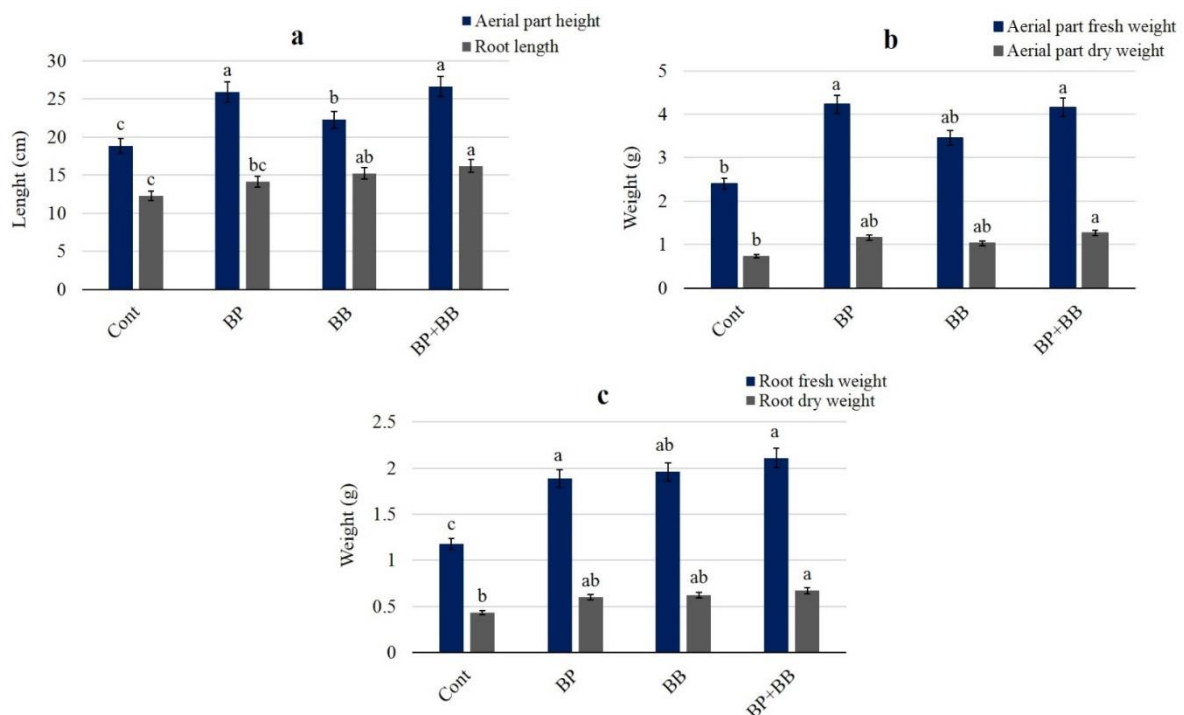 a
Aerial part height
Root length
Lenght (cm)
30
25
20
15
10
5
0
c
c
a
bc
b
ab
a
a
Cont
BP
BB
BP+BB
b
Aerial part fresh weight
Aerial part dry weight
Weight (g)
5
4
3
2
1
0
b
b
a
ab
ab
ab
a
a
Cont
BP
BB
BP+BB
c
Root fresh weight
Root dry weight
Weight (g)
2.5
2
1.5
1
0.5
0
c
b
a
ab
ab
ab
a
a
Cont
BP
BB
BP+BB